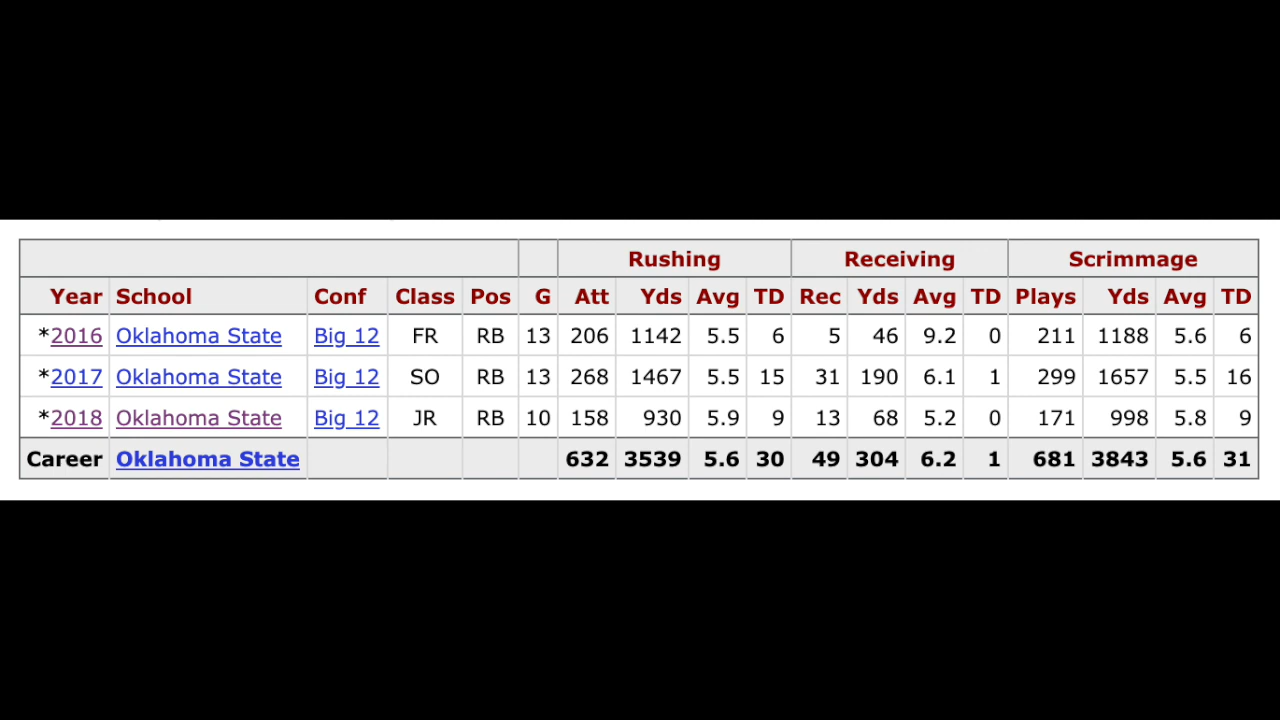 Rushing Receiving Scrimmage
Year School Conf Class Pos G Att Yds Avg TD Rec Yds Avg TD Plays Yds Avg TD
*2016 Oklahoma State Big 12 FR RB 13 206 1142 5.5 6 5 46 9.2 0 211 1188 5.6 6
*2017 Oklahoma State Big 12 SO RB 13 268 1467 5.5 15 31 190 6.1 1 299 1657 5.5 16
*2018 Oklahoma State Big 12 JR RB 10 158 930 5.9 9 13 68 5.2 0 171 998 5.8 9
Career Oklahoma State 632 3539 5.6 30 49 304 6.2 1 681 3843 5.6 31